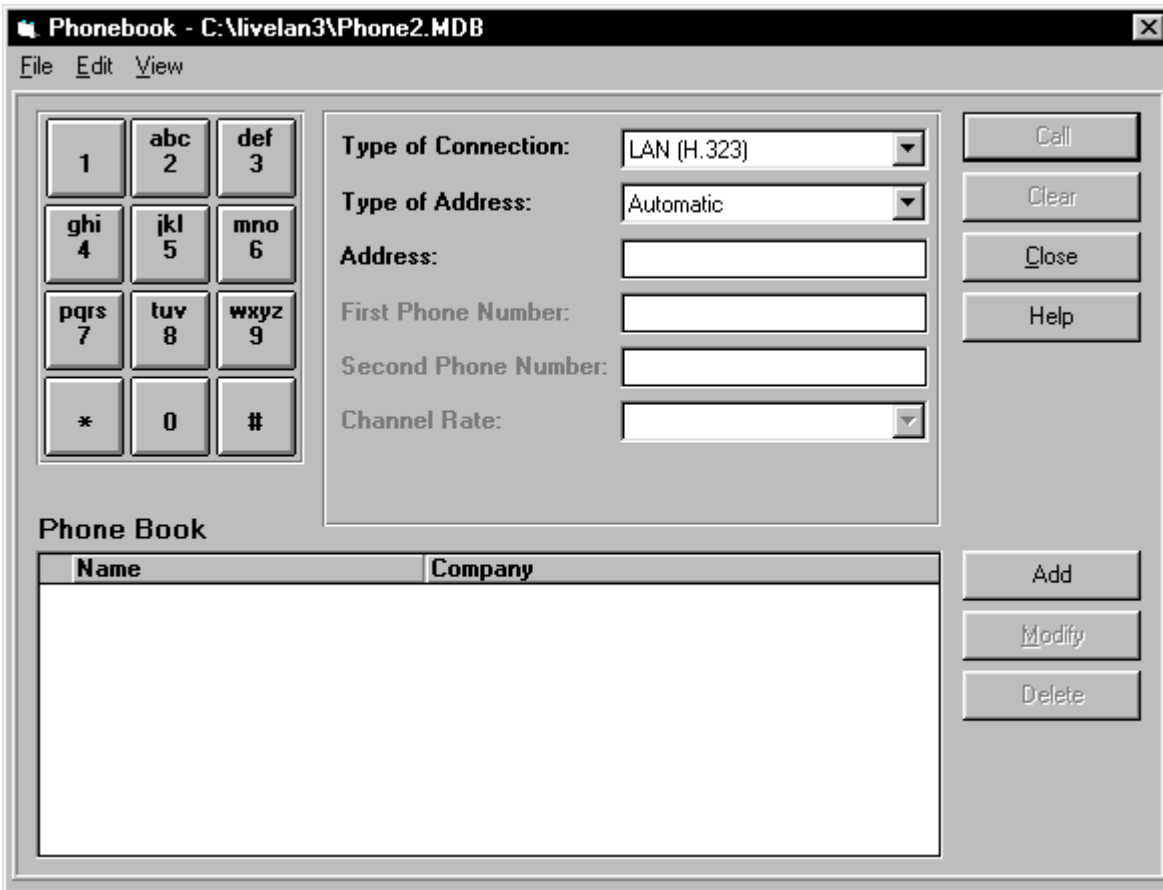 Phonebook - C:\livelan3\Phone2.MDB
File Edit View
1
abc
2
def
3
ghi
4
jkl
5
mno
6
pqrs
7
tuv
8
wxyz
9
*
0
#
Type of Connection: LAN (H.323)
Type of Address: Automatic
Address:
First Phone Number:
Second Phone Number:
Channel Rate:
Call
Clear
Close
Help
Phone Book
Name Company
Add
Modify
Delete